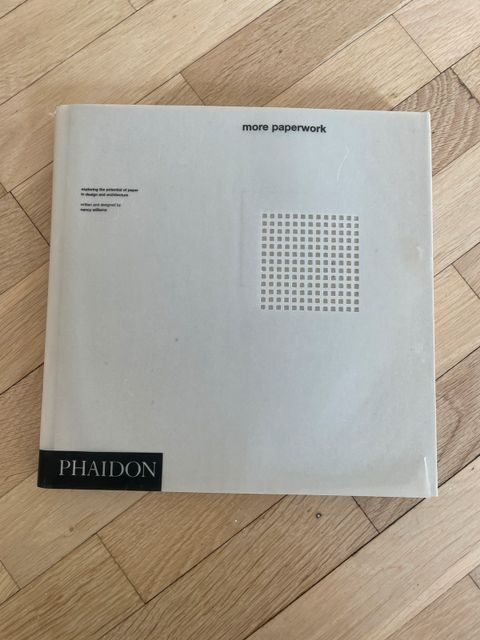 more paperwork
exploring the potential of paper
in design and architecture
written and designed by
nancy williams
PHAIDON